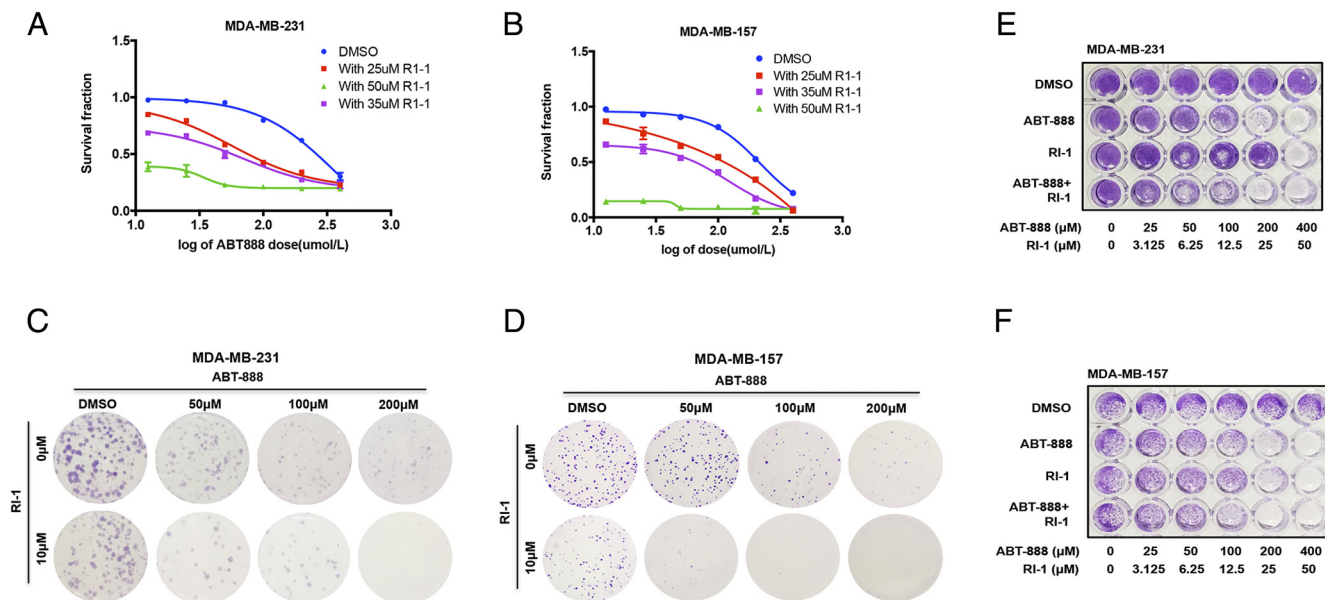 A
MDA-MB-231
1.5
1.0
0.5
0.0
Survival fraction
DMSO
With 25uM R1-1
With 50uM R1-1
With 35uM R1-1
1.0 1.5 2.0 2.5 3.0
log of ABT888 dose(umol/L)
B
MDA-MB-157
1.5
1.0
0.5
0.0
Survival fraction
DMSO
With 25uM R1-1
With 35uM R1-1
With 50uM R1-1
1.0 1.5 2.0 2.5 3.0
log of dose(umol/L)
E
MDA-MB-231
DMSO
ABT-888
RI-1
ABT-888+
RI-1
ABT-888 (μM) 0 25 50 100 200 400
RI-1 (μM) 0 3.125 6.25 12.5 25 50
C
MDA-MB-231
ABT-888
DMSO 50μM 100μM 200μM
RI-1
0μM
10μM
D
MDA-MB-157
ABT-888
DMSO 50μM 100μM 200μM
RI-1
0μM
10μM
F
MDA-MB-157
DMSO
ABT-888
RI-1
ABT-888+
RI-1
ABT-888 (μM) 0 25 50 100 200 400
RI-1 (μM) 0 3.125 6.25 12.5 25 50